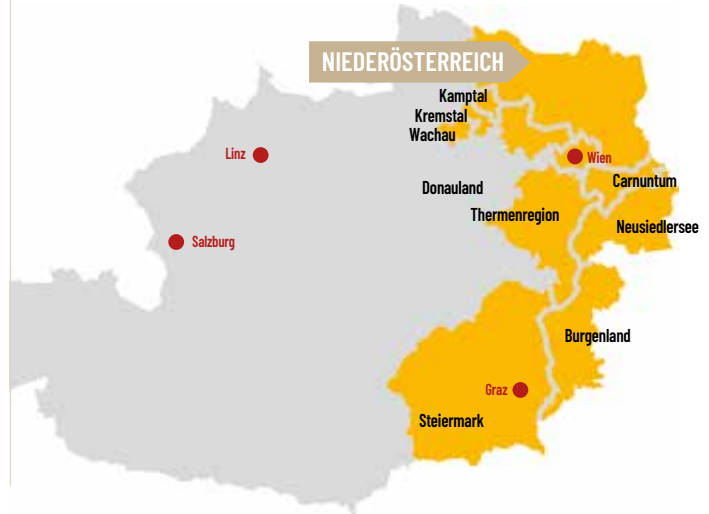 NIEDERÖSTERREICH
Kamptal
Kremstal
Wachau
Linz
Wien
Donauland
Carnuntum
Thermenregion
Neusiedlersee
Salzburg
Burgenland
Graz
Steiermark